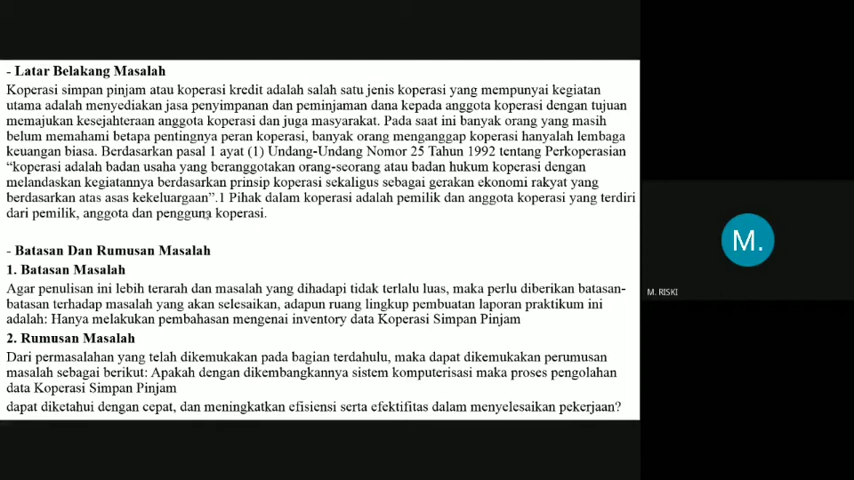 - Latar Belakang Masalah
Koperasi simpan pinjam atau koperasi kredit adalah salah satu jenis koperasi yang mempunyai kegiatan
utama adalah menyediakan jasa penyimpanan dan peminjaman dana kepada anggota koperasi dengan tujuan
memajukan kesejahteraan anggota koperasi dan juga masyarakat. Pada saat ini banyak orang yang masih
belum memahami betapa pentingnya peran koperasi, banyak orang menganggap koperasi hanyalah lembaga
keuangan biasa. Berdasarkan pasal 1 ayat (1) Undang-Undang Nomor 25 Tahun 1992 tentang Perkoperasian
“koperasi adalah badan usaha yang beranggotakan orang-seorang atau badan hukum koperasi dengan
melandaskan kegiatannya berdasarkan prinsip koperasi sekaligus sebagai gerakan ekonomi rakyat yang
berdasarkan atas asas kekeluargaan”.1 Pihak dalam koperasi adalah pemilik dan anggota koperasi yang terdiri
dari pemilik, anggota dan pengguna koperasi.
- Batasan Dan Rumusan Masalah
1. Batasan Masalah
Agar penulisan ini lebih terarah dan masalah yang dihadapi tidak terlalu luas, maka perlu diberikan batasan-
batasan terhadap masalah yang akan selesaikan, adapun ruang lingkup pembuatan laporan praktikum ini
adalah: Hanya melakukan pembahasan mengenai inventory data Koperasi Simpan Pinjam
2. Rumusan Masalah
Dari permasalahan yang telah dikemukakan pada bagian terdahulu, maka dapat dikemukakan perumusan
masalah sebagai berikut: Apakah dengan dikembangkannya sistem komputerisasi maka proses pengolahan
data Koperasi Simpan Pinjam
dapat diketahui dengan cepat, dan meningkatkan efisiensi serta efektifitas dalam menyelesaikan pekerjaan?
M.
M. RISKI